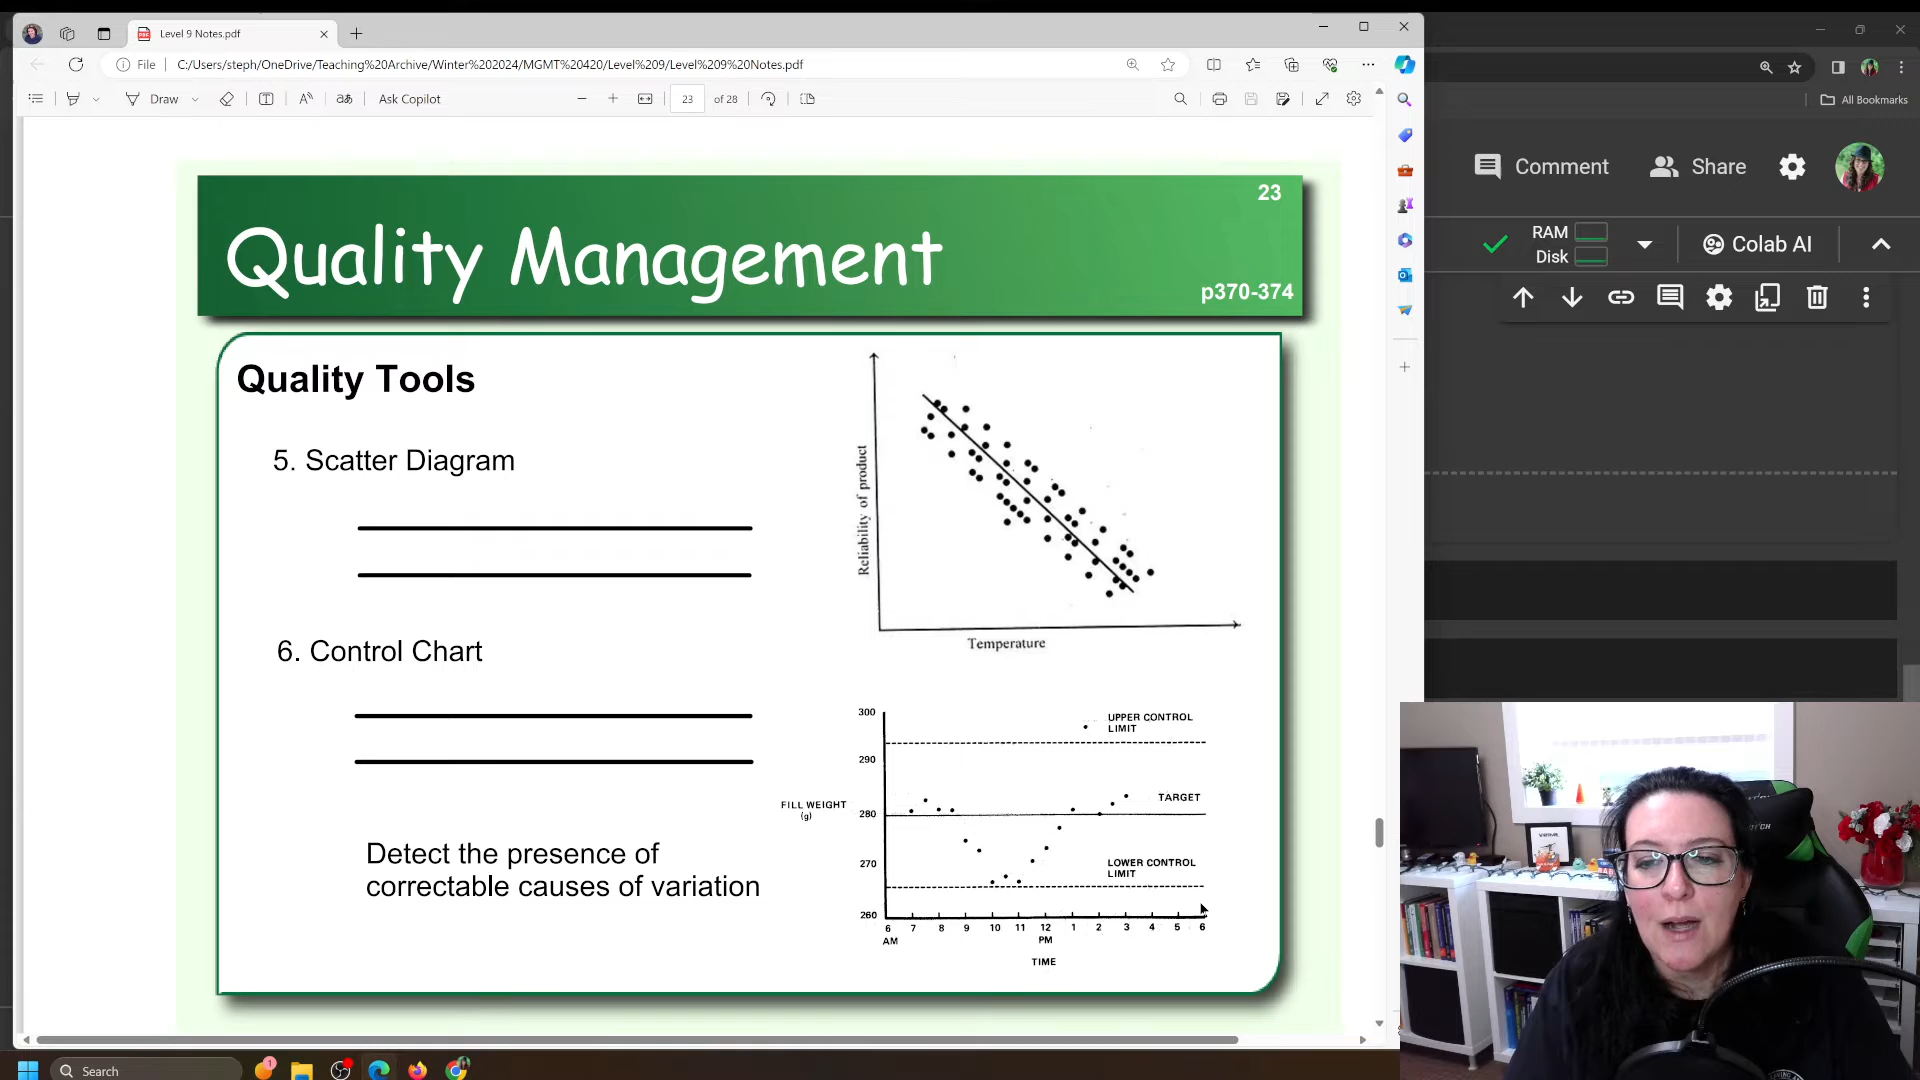 Level 9 Notes.pdf
File C:/Users/steph/OneDrive/Teaching%20Archive/Winter%202024/MGMT%20420/Level%209/Level%209%20Notes.pdf
All Bookmarks
Draw
Ask Copilot
23 of 28
Comment
Share
RAM
Disk
Colab AI
23
Quality Management
p370-374
Quality Tools
5. Scatter Diagram
Reliability of product
Temperature
6. Control Chart
Detect the presence of
correctable causes of variation
300
290
280
270
260
UPPER CONTROL
LIMIT
TARGET
LOWER CONTROL
LIMIT
FILL WEIGHT
(g)
6 7 8 9 10 11 12 1 2 3 4 5 6
AM PM
TIME
Search
1